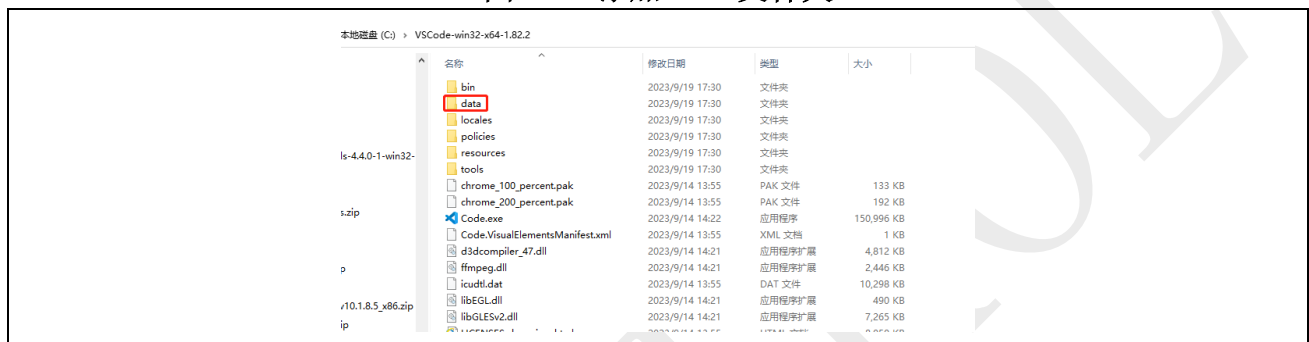 本地磁盘 (C:) › VSCode-win32-x64-1.82.2
名称 修改日期 类型 大小
bin 2023/9/19 17:30 文件夹
data 2023/9/19 17:30 文件夹
locales 2023/9/19 17:30 文件夹
policies 2023/9/19 17:30 文件夹
ls-4.4.0-1-win32- resources 2023/9/19 17:30 文件夹
tools 2023/9/19 17:30 文件夹
chrome_100_percent.pak 2023/9/14 13:55 PAK 文件 133 KB
chrome_200_percent.pak 2023/9/14 13:55 PAK 文件 192 KB
s.zip Code.exe 2023/9/14 14:22 应用程序 150,996 KB
Code.VisualElementsManifest.xml 2023/9/14 13:55 XML 文档 1 KB
d3dcompiler_47.dll 2023/9/14 14:21 应用程序扩展 4,812 KB
p ffmpeg.dll 2023/9/14 14:21 应用程序扩展 2,446 KB
icudtl.dat 2023/9/14 13:55 DAT 文件 10,298 KB
v10.1.8.5_x86.zip libEGL.dll 2023/9/14 14:21 应用程序扩展 490 KB
ip libGLESv2.dll 2023/9/14 14:21 应用程序扩展 7,265 KB